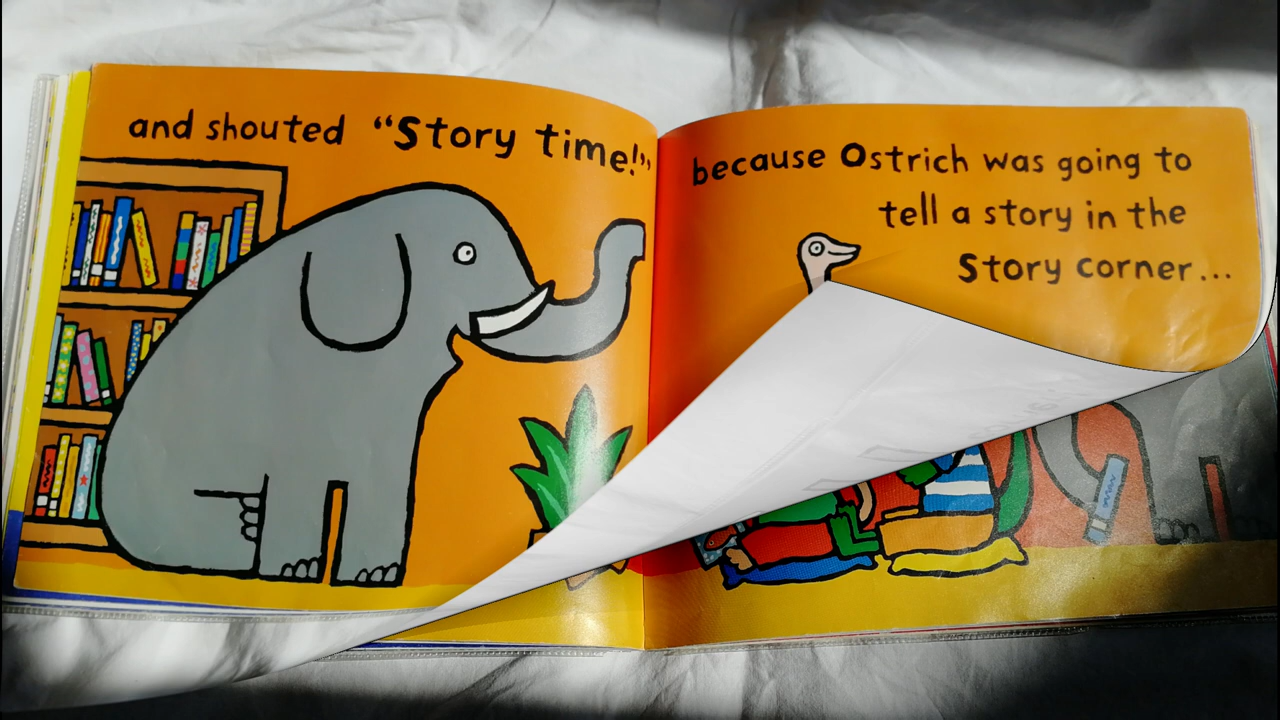 and shouted “Story time!”
because Ostrich was going to
tell a story in the
Story corner...